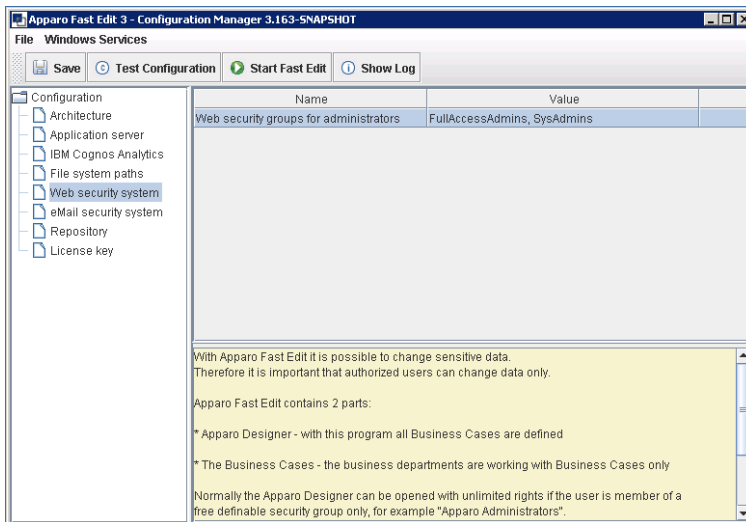 Apparo Fast Edit 3 - Configuration Manager 3.163-SNAPSHOT
File Windows Services
Save Test Configuration Start Fast Edit Show Log
Configuration
Architecture
Application server
IBM Cognos Analytics
File system paths
Web security system
eMail security system
Repository
License key
Name Value
Web security groups for administrators FullAccessAdmins, SysAdmins
With Apparo Fast Edit it is possible to change sensitive data.
Therefore it is important that authorized users can change data only.
Apparo Fast Edit contains 2 parts:
* Apparo Designer - with this program all Business Cases are defined
* The Business Cases - the business departments are working with Business Cases only
Normally the Apparo Designer can be opened with unlimited rights if the user is member of a
free definable security group only, for example "Apparo Administrators".